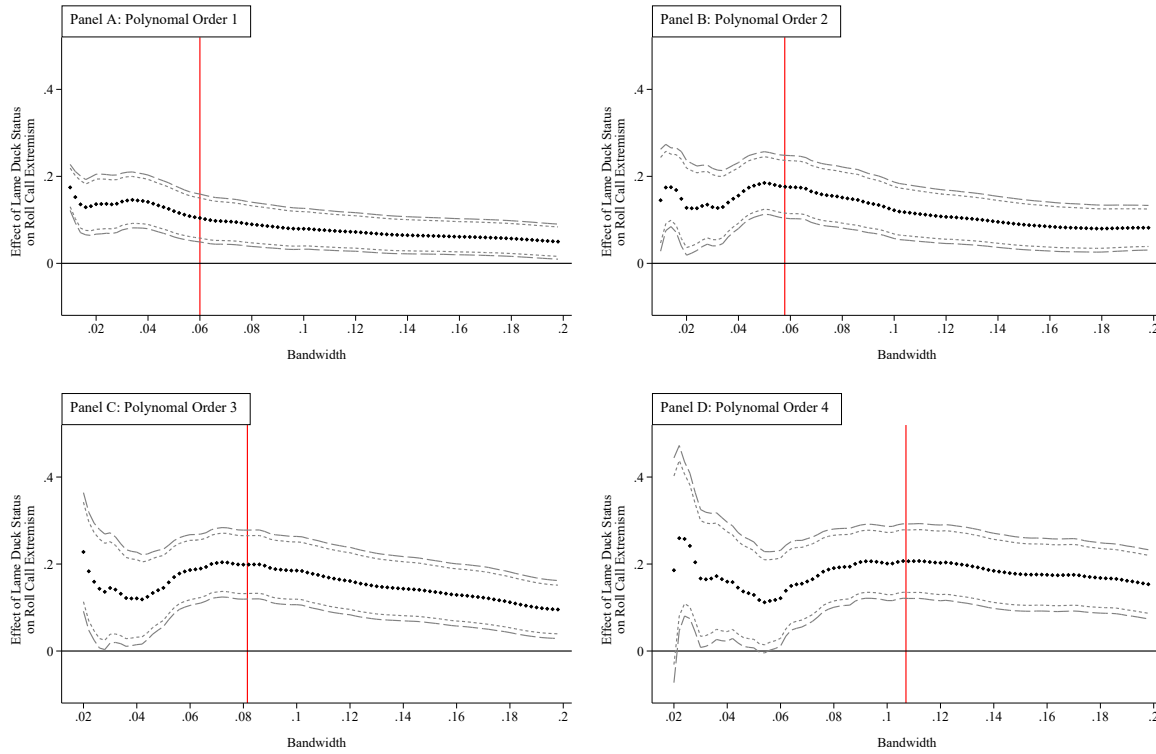 Panel A: Polynomal Order 1
Effect of Lame Duck Status
on Roll Call Extremism
.4
.2
0
.02 .04 .06 .08 .1 .12 .14 .16 .18 .2
Bandwidth
Panel B: Polynomal Order 2
Effect of Lame Duck Status
on Roll Call Extremism
.4
.2
0
.02 .04 .06 .08 .1 .12 .14 .16 .18 .2
Bandwidth
Panel C: Polynomal Order 3
Effect of Lame Duck Status
on Roll Call Extremism
.4
.2
0
.02 .04 .06 .08 .1 .12 .14 .16 .18 .2
Bandwidth
Panel D: Polynomal Order 4
Effect of Lame Duck Status
on Roll Call Extremism
.4
.2
0
.02 .04 .06 .08 .1 .12 .14 .16 .18 .2
Bandwidth